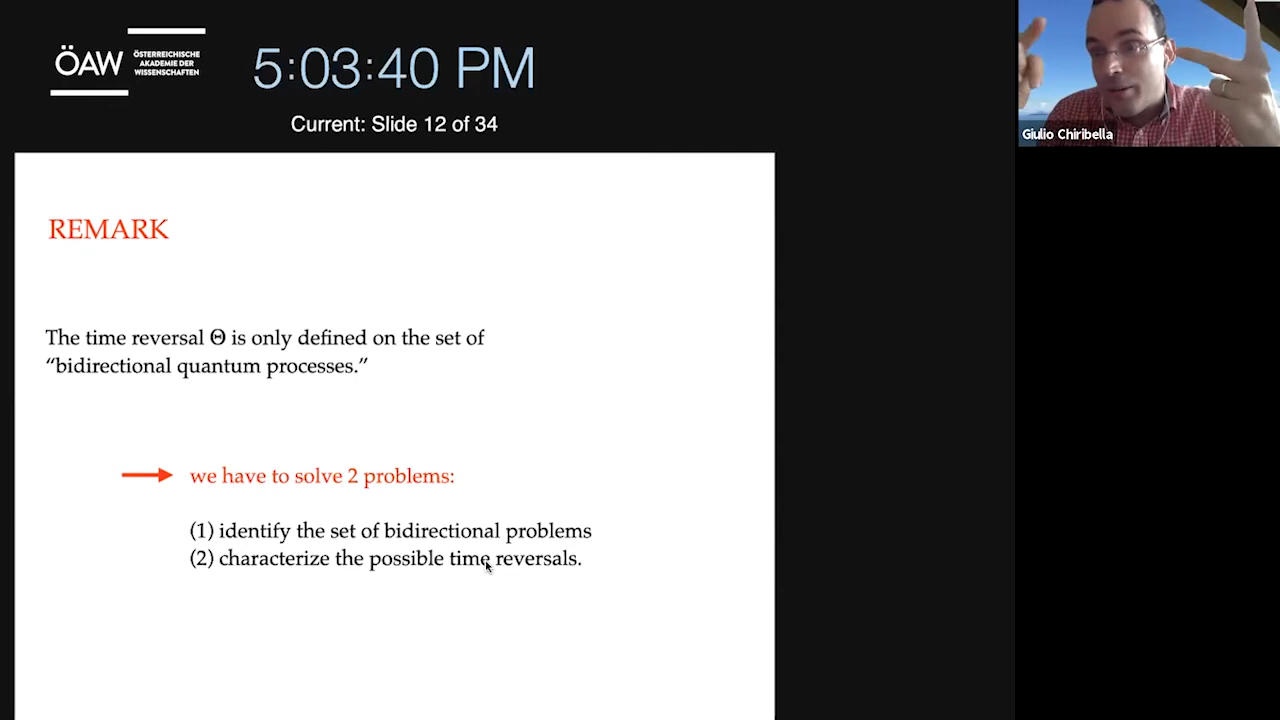 ÖAW
ÖSTERREICHISCHE
AKADEMIE DER
WISSENSCHAFTEN
5:03:40 PM
Current: Slide 12 of 34
Giulio Chiribella
REMARK
The time reversal Θ is only defined on the set of
“bidirectional quantum processes.”
we have to solve 2 problems:
(1) identify the set of bidirectional problems
(2) characterize the possible time reversals.